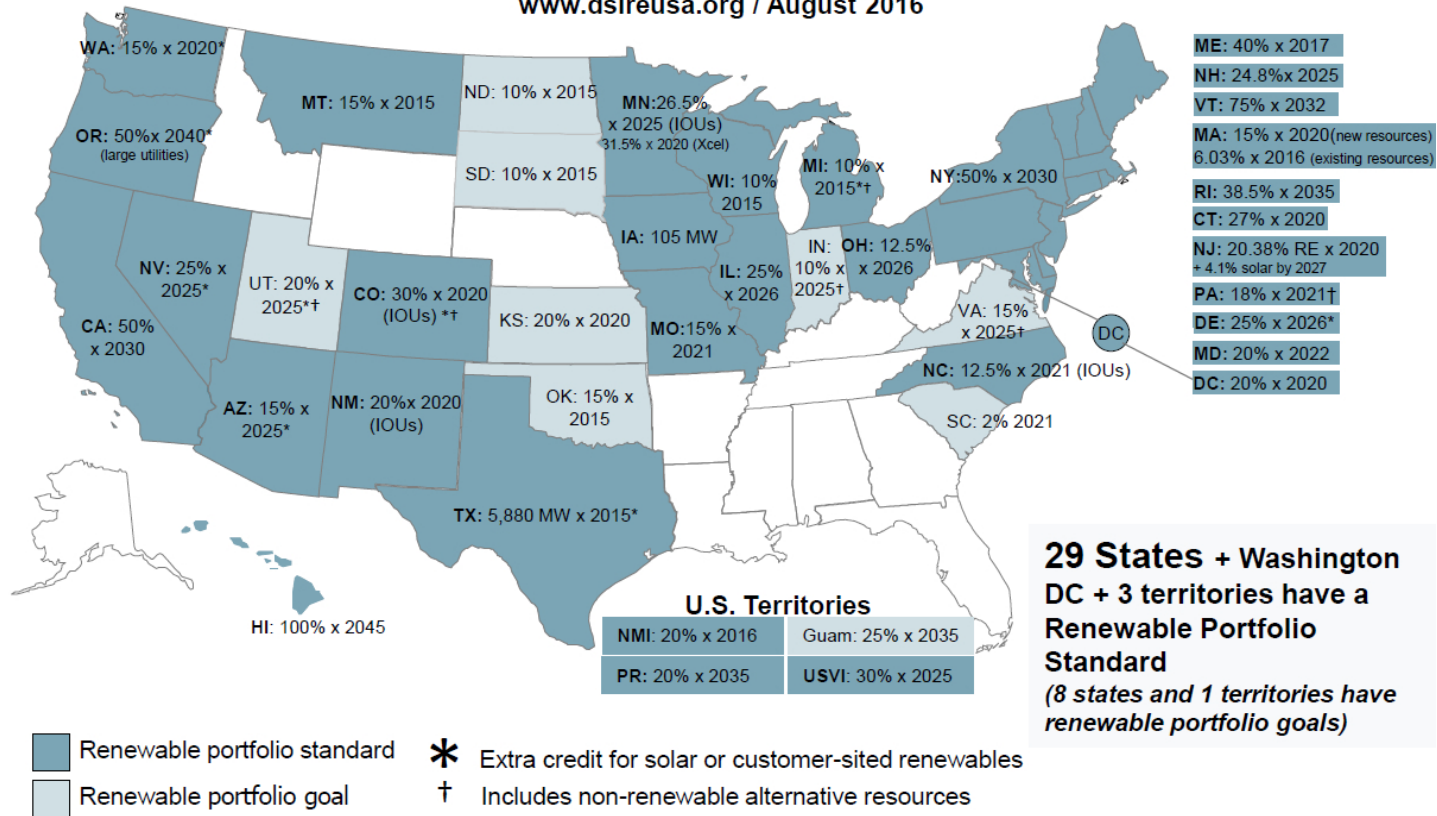 www.dsireusa.org / August 2016
WA: 15% x 2020*
OR: 50%x 2040*
(large utilities)
CA: 50%
x 2030
NV: 25% x
2025*
AZ: 15% x
2025*
MT: 15% x 2015
UT: 20% x
2025*†
CO: 30% x 2020
(IOUs) *†
NM: 20%x 2020
(IOUs)
ND: 10% x 2015
SD: 10% x 2015
KS: 20% x 2020
OK: 15% x
2015
TX: 5,880 MW x 2015*
MN:26.5%
x 2025 (IOUs)
31.5% x 2020 (Xcel)
IA: 105 MW
MO:15% x
2021
WI: 10%
2015
IL: 25%
x 2026
MI: 10% x
2015*†
IN:
10% x
2025†
OH: 12.5%
x 2026
NY:50% x 2030
VA: 15%
x 2025†
NC: 12.5% x 2021 (IOUs)
SC: 2% 2021
DC
HI: 100% x 2045
ME: 40% x 2017
NH: 24.8%x 2025
VT: 75% x 2032
MA: 15% x 2020(new resources)
6.03% x 2016 (existing resources)
RI: 38.5% x 2035
CT: 27% x 2020
NJ: 20.38% RE x 2020
+ 4.1% solar by 2027
PA: 18% x 2021†
DE: 25% x 2026*
MD: 20% x 2022
DC: 20% x 2020
U.S. Territories
NMI: 20% x 2016
Guam: 25% x 2035
PR: 20% x 2035
USVI: 30% x 2025
29 States + Washington
DC + 3 territories have a
Renewable Portfolio
Standard
(8 states and 1 territories have
renewable portfolio goals)
Renewable portfolio standard
Renewable portfolio goal
* Extra credit for solar or customer-sited renewables
† Includes non-renewable alternative resources